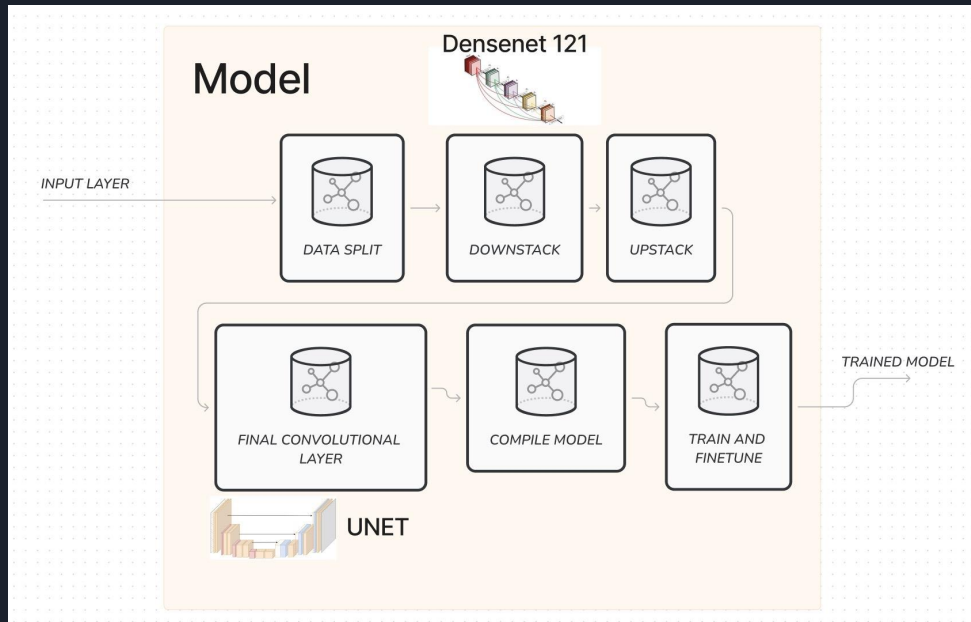 Densenet 121
Model
INPUT LAYER
DATA SPLIT
DOWNSTACK
UPSTACK
TRAINED MODEL
FINAL CONVOLUTIONAL
LAYER
COMPILE MODEL
TRAIN AND
FINETUNE
UNET